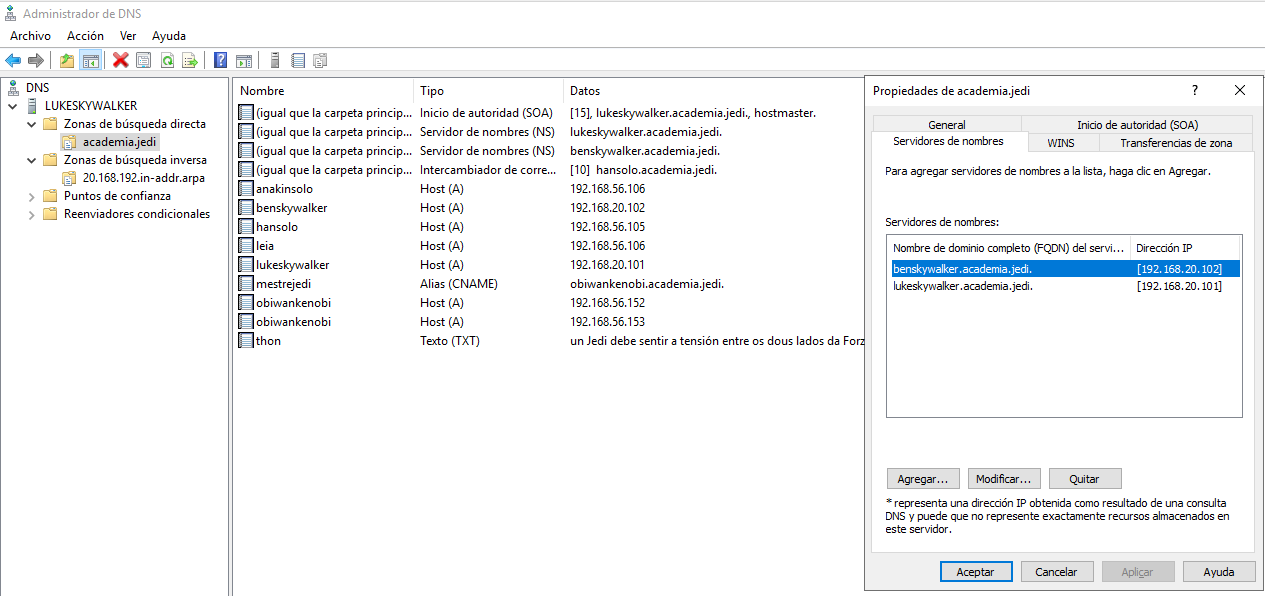 Administrador de DNS
Archivo Acción Ver Ayuda
DNS
LUKESKYWALKER
Zonas de búsqueda directa
academia.jedi
Zonas de búsqueda inversa
20.168.192.in-addr.arpa
Puntos de confianza
Reenviadores condicionales
Nombre Tipo Datos
(igual que la carpeta princip... Inicio de autoridad (SOA) [15], lukeskywalker.academia.jedi., hostmaster.
(igual que la carpeta princip... Servidor de nombres (NS) lukeskywalker.academia.jedi.
(igual que la carpeta princip... Servidor de nombres (NS) benskywalker.academia.jedi.
(igual que la carpeta princip... Intercambiador de corre... [10] hansolo.academia.jedi.
anakinsolo Host (A) 192.168.56.106
benskywalker Host (A) 192.168.20.102
hansolo Host (A) 192.168.56.105
leia Host (A) 192.168.56.106
lukeskywalker Host (A) 192.168.20.101
mestrejedi Alias (CNAME) obiwankenobi.academia.jedi.
obiwankenobi Host (A) 192.168.56.152
obiwankenobi Host (A) 192.168.56.153
thon Texto (TXT) un Jedi debe sentir a tensión entre os dous lados da Forz
Propiedades de academia.jedi ?
General Inicio de autoridad (SOA)
Servidores de nombres WINS Transferencias de zona
Para agregar servidores de nombres a la lista, haga clic en Agregar.
Servidores de nombres:
Nombre de dominio completo (FQDN) del servi... Dirección IP
benskywalker.academia.jedi. [192.168.20.102]
lukeskywalker.academia.jedi. [192.168.20.101]
Agregar... Modificar... Quitar
* representa una dirección IP obtenida como resultado de una consulta
DNS y puede que no represente exactamente recursos almacenados en
este servidor.
Aceptar Cancelar Aplicar Ayuda